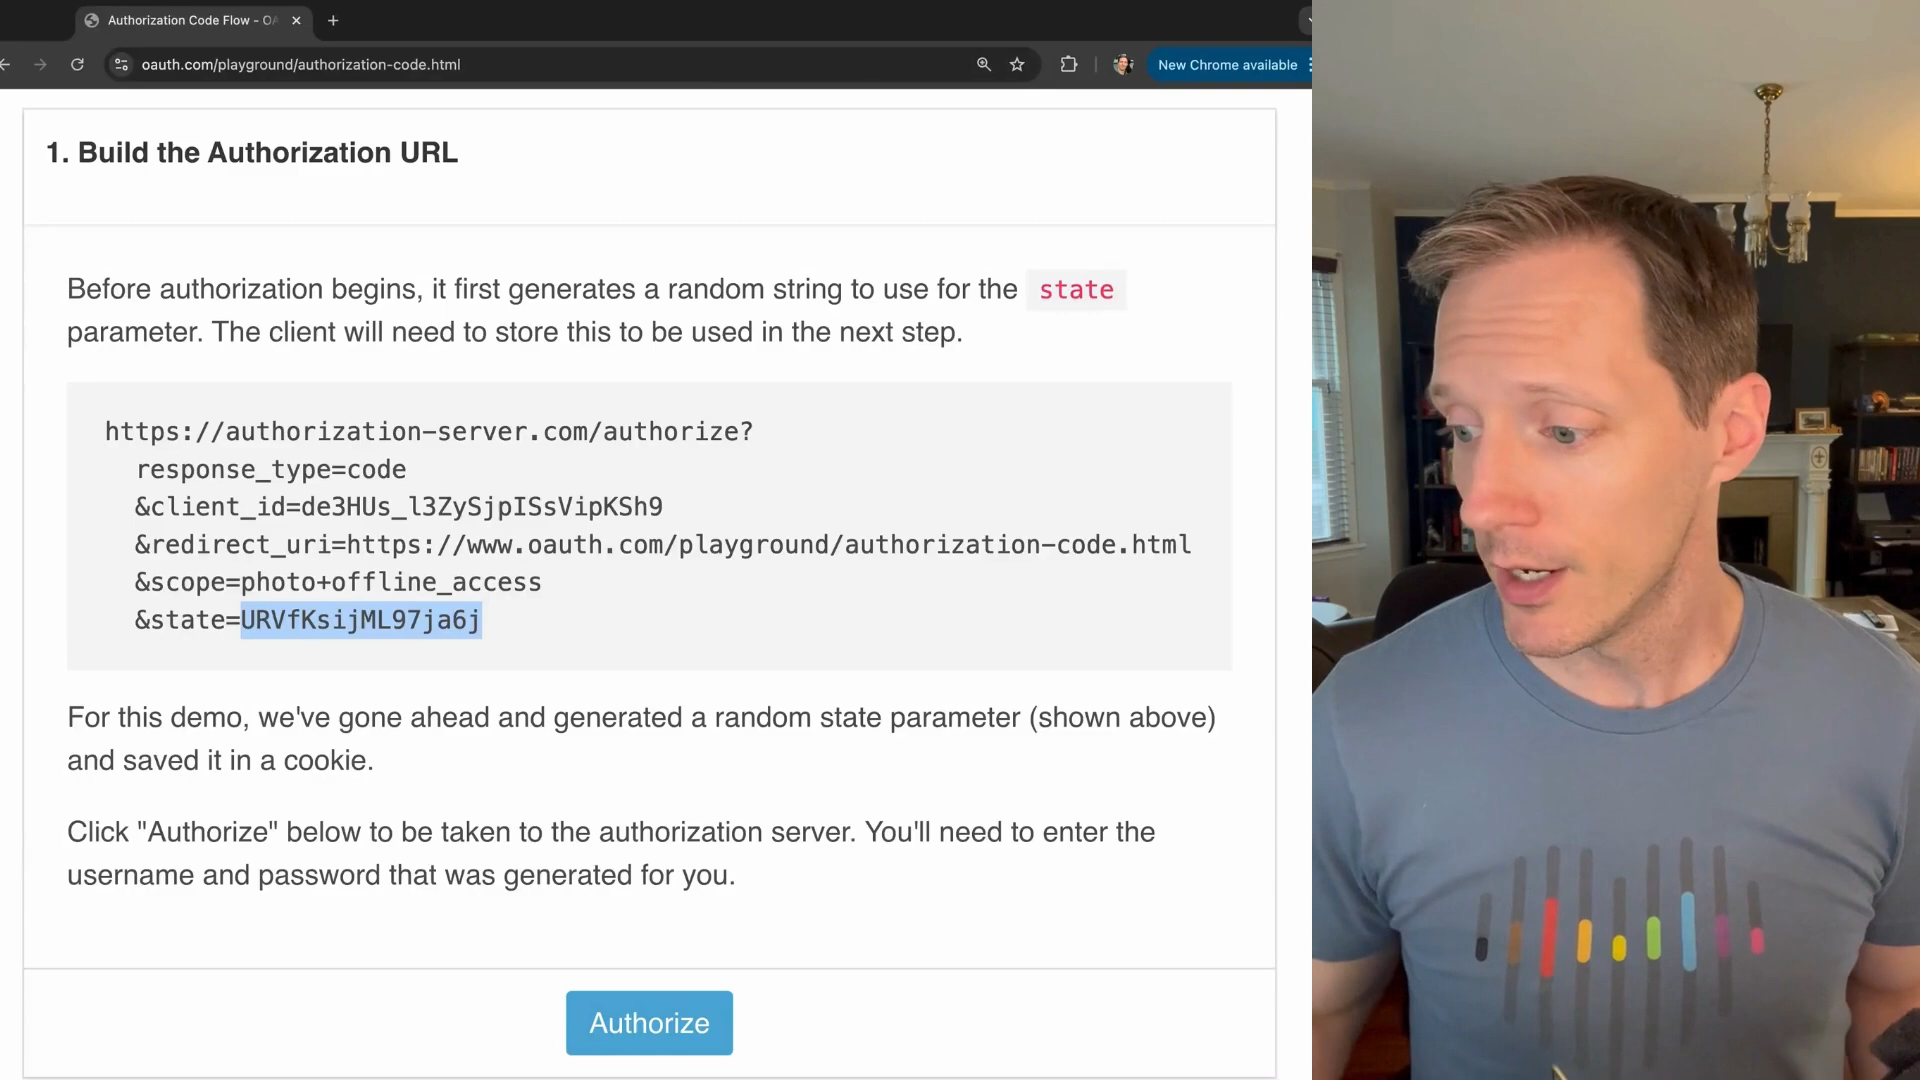 Authorization Code Flow - OA
oauth.com/playground/authorization-code.html
New Chrome available
1. Build the Authorization URL
Before authorization begins, it first generates a random string to use for the state
parameter. The client will need to store this to be used in the next step.
https://authorization-server.com/authorize?
response_type=code
&client_id=de3HUs_l3ZySjpISsVipKSh9
&redirect_uri=https://www.oauth.com/playground/authorization-code.html
&scope=photo+offline_access
&state=URVfKsijML97ja6j
For this demo, we've gone ahead and generated a random state parameter (shown above)
and saved it in a cookie.
Click "Authorize" below to be taken to the authorization server. You'll need to enter the
username and password that was generated for you.
Authorize